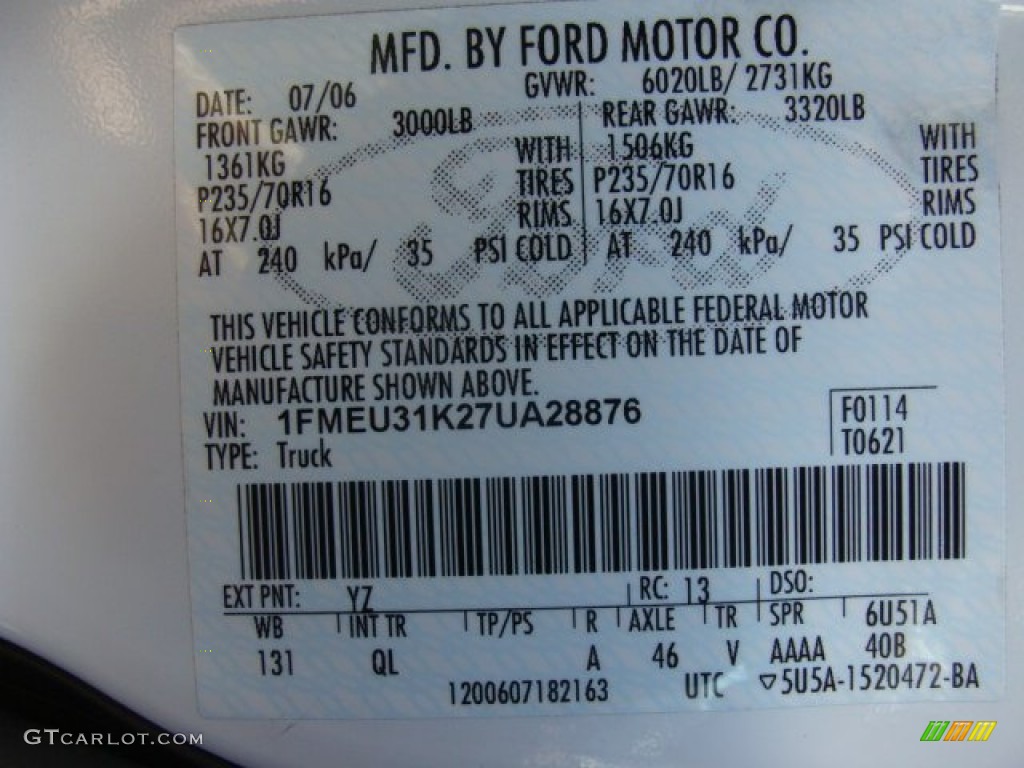 MFD. BY FORD MOTOR CO.
DATE: 07/06 GVWR: 6020LB/ 2731KG
FRONT GAWR: 3000LB REAR GAWR: 3320LB
1361KG WITH 1506KG WITH
P235/70R16 TIRES P235/70R16 TIRES
16X7.0J RIMS 16X7.0J RIMS
AT 240 kPa/ 35 PSI COLD AT 240 kPa/ 35 PSI COLD
Ford
THIS VEHICLE CONFORMS TO ALL APPLICABLE FEDERAL MOTOR
VEHICLE SAFETY STANDARDS IN EFFECT ON THE DATE OF
MANUFACTURE SHOWN ABOVE.
VIN: 1FMEU31K27UA28876 F0114
TYPE: Truck T0621
EXT PNT: YZ RC: 13 DSO:
WB INT TR TP/PS R AXLE TR SPR 6U51A
131 QL A 46 V AAAA 40B
1200607182163 UTC ▽5U5A-1520472-BA
GTCARLOT.COM